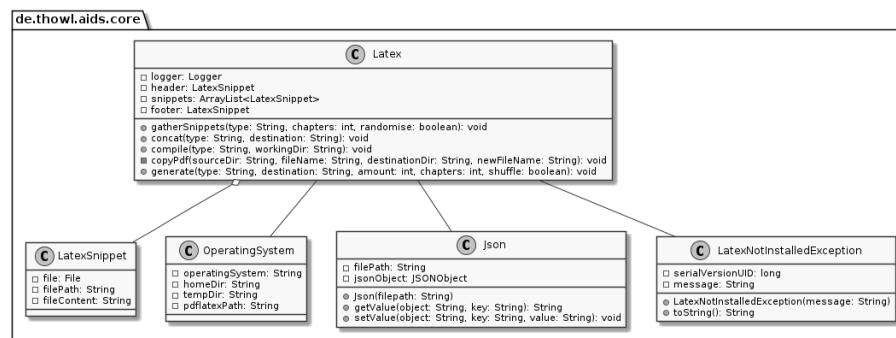 de.thowl.aids.core
C Latex
logger: Logger
header: LatexSnippet
snippets: ArrayList<LatexSnippet>
footer: LatexSnippet
gatherSnippets(type: String, chapters: int, randomise: boolean): void
concat(type: String, destination: String): void
compile(type: String, workingDir: String): void
copyPdf(sourceDir: String, fileName: String, destinationDir: String, newFileName: String): void
generate(type: String, destination: String, amount: int, chapters: int, shuffle: boolean): void
C LatexSnippet
file: File
filePath: String
fileContent: String
C OperatingSystem
operatingSystem: String
homeDir: String
tempDir: String
pdflatexPath: String
C Json
filePath: String
jsonObject: JSONObject
Json(filepath: String)
getValue(object: String, key: String): String
setValue(object: String, key: String, value: String): void
C LatexNotInstalledException
serialVersionUID: long
message: String
LatexNotInstalledException(message: String)
toString(): String